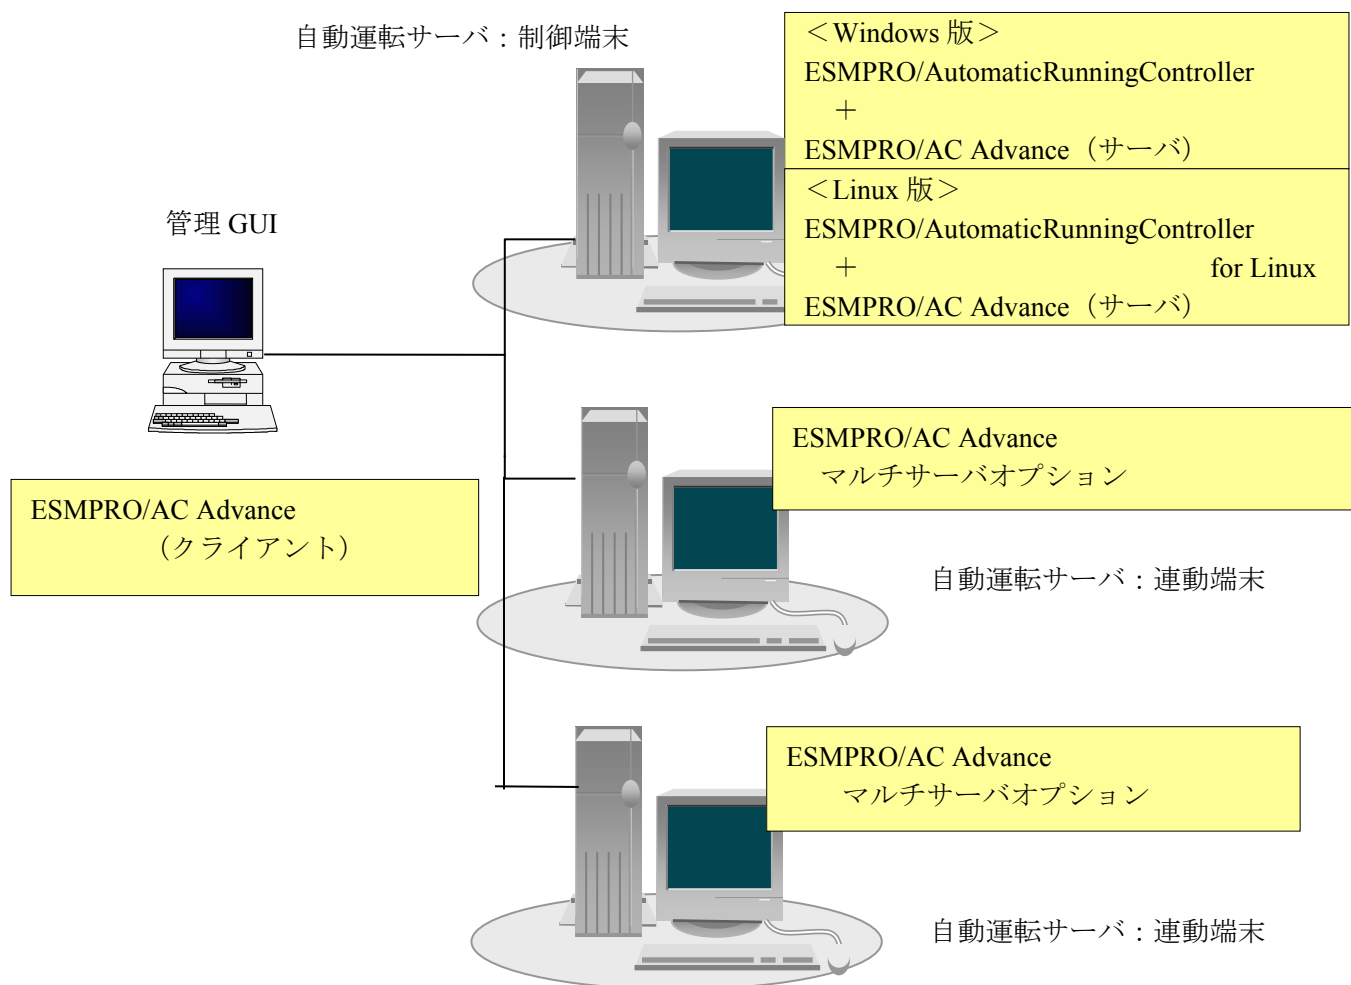 自動運転サーバ：制御端末
＜Windows 版＞
ESMPRO/AutomaticRunningController
＋
ESMPRO/AC Advance（サーバ）
＜Linux 版＞
ESMPRO/AutomaticRunningController
＋ for Linux
ESMPRO/AC Advance（サーバ）
管理 GUI
ESMPRO/AC Advance
（クライアント）
ESMPRO/AC Advance
マルチサーバオプション
自動運転サーバ：連動端末
ESMPRO/AC Advance
マルチサーバオプション
自動運転サーバ：連動端末